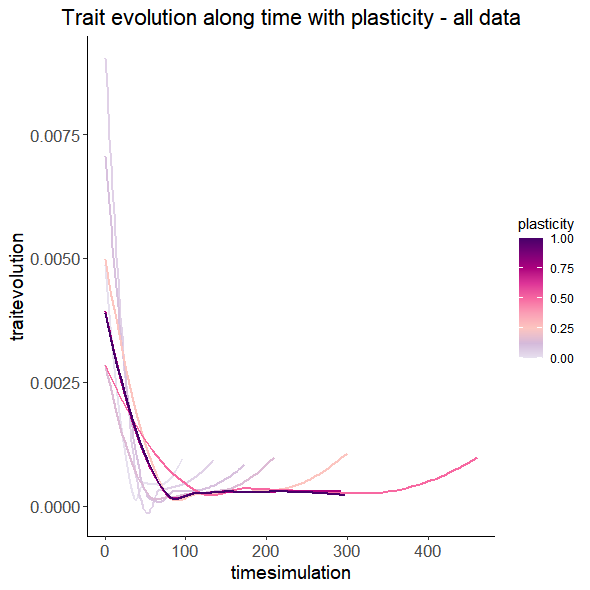 Trait evolution along time with plasticity - all data
traitevolution
0.0075
0.0050
0.0025
0.0000
0 100 200 300 400
timesimulation
plasticity
1.00
0.75
0.50
0.25
0.00